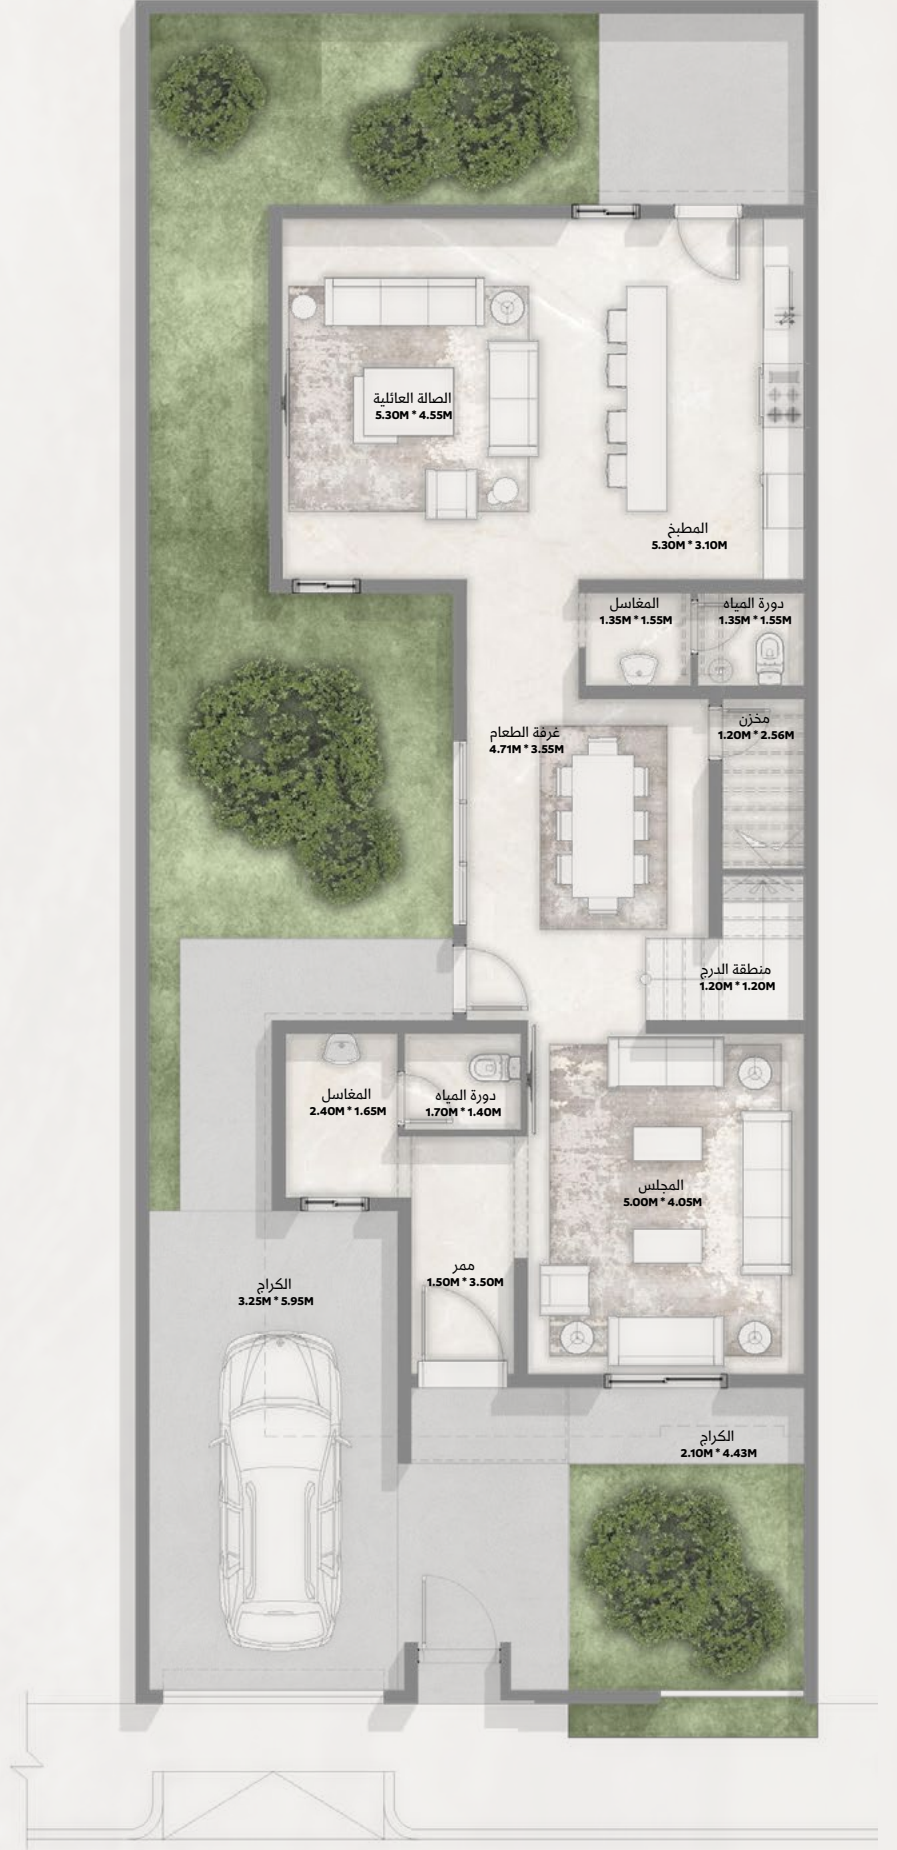 الصالة العائلية
5.30M * 4.55M
المطبخ
5.30M * 3.10M
المغاسل
1.35M * 1.55M
دورة المياه
1.35M * 1.55M
مخزن
1.20M * 2.56M
غرفة الطعام
4.71M * 3.55M
منطقة الدرج
1.20M * 1.20M
المغاسل
2.40M * 1.65M
دورة المياه
1.70M * 1.40M
المجلس
5.00M * 4.05M
ممر
1.50M * 3.50M
الكراج
3.25M * 5.95M
الكراج
2.10M * 4.43M